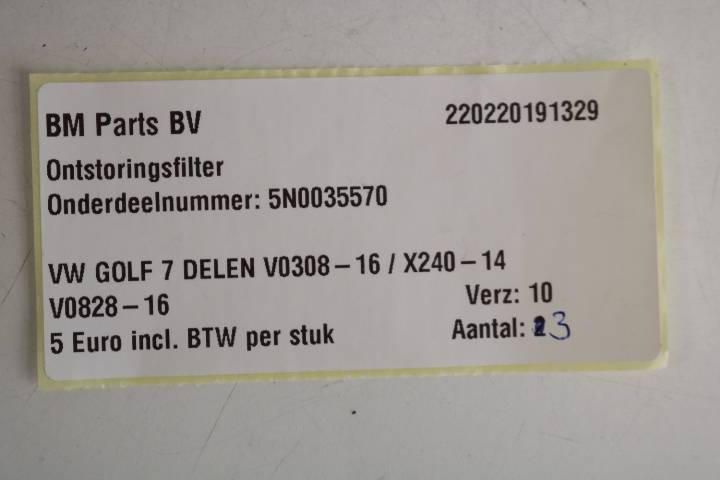 BM Parts BV 220220191329
Ontstoringsfilter
Onderdeelnummer: 5N0035570
VW GOLF 7 DELEN V0308-16 / X240-14
V0828-16 Verz: 10
5 Euro incl. BTW per stuk Aantal: 3